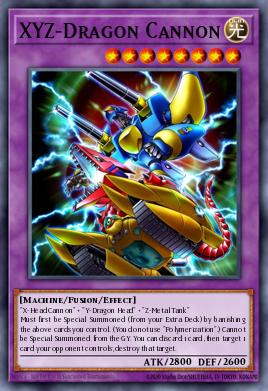 XYZ-Dragon Cannon
光
[Machine/Fusion/Effect]
"X-Head Cannon" + "Y-Dragon Head" + "Z-Metal Tank"
Must first be Special Summoned (from your Extra Deck) by banishing
the above cards you control. (You do not use "Polymerization".) Cannot
be Special Summoned from the GY. You can discard 1 card, then target 1
card your opponent controls; destroy that target.
ATK/2800 DEF/2600